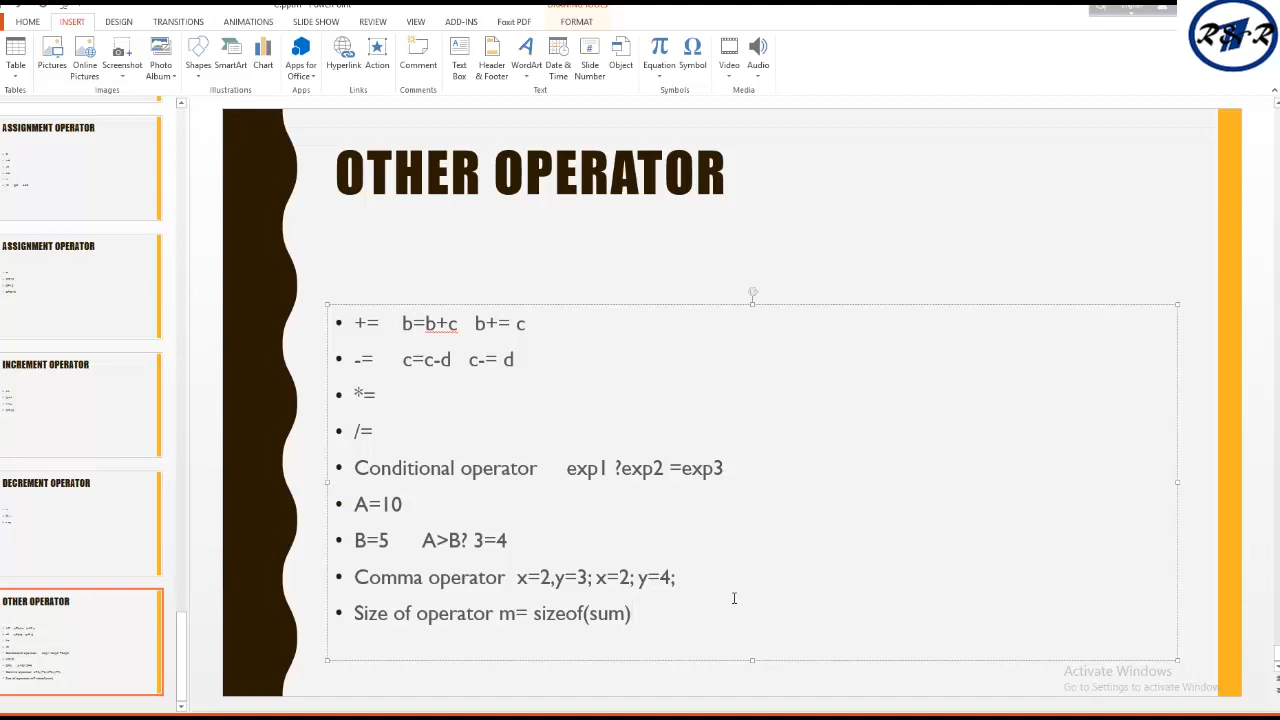 HOME INSERT DESIGN TRANSITIONS ANIMATIONS SLIDE SHOW REVIEW VIEW ADD-INS Foxit PDF FORMAT
Table Pictures Online Pictures Screenshot Photo Album Shapes SmartArt Chart Apps for Office Hyperlink Action Comment Text Box Header & Footer WordArt Date & Time Slide Number Object Equation Symbol Video Audio
Tables Images Illustrations Apps Links Comments Text Symbols Media
ASSIGNMENT OPERATOR
ASSIGNMENT OPERATOR
INCREMENT OPERATOR
DECREMENT OPERATOR
OTHER OPERATOR
OTHER OPERATOR
• += b=b+c b+= c
• -= c=c-d c-= d
• *=
• /=
• Conditional operator exp1 ?exp2 =exp3
• A=10
• B=5 A>B? 3=4
• Comma operator x=2,y=3; x=2; y=4;
• Size of operator m= sizeof(sum)
Activate Windows
Go to Settings to activate Windows